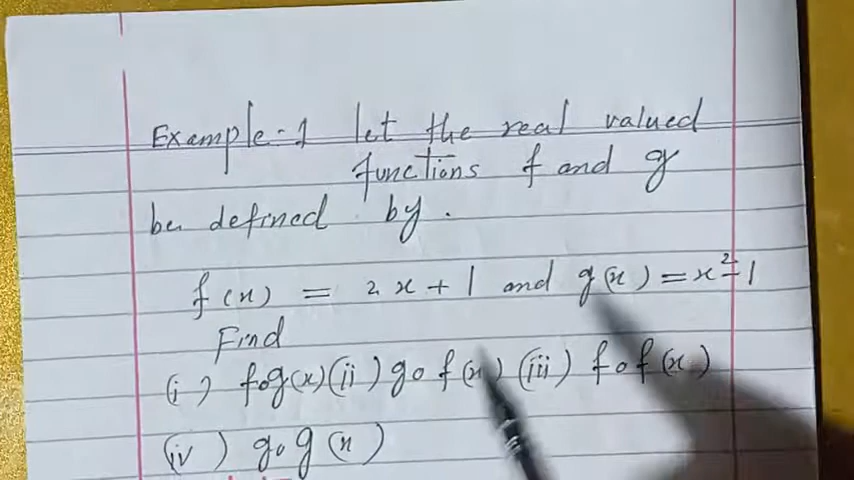 Example-1 let the real valued
functions f and g
be defined by.
f(x) = 2x+1 and g(x) = x²-1
Find
(i) fog(x) (ii) gof(x) (iii) fof(x)
(iv) gog(x)